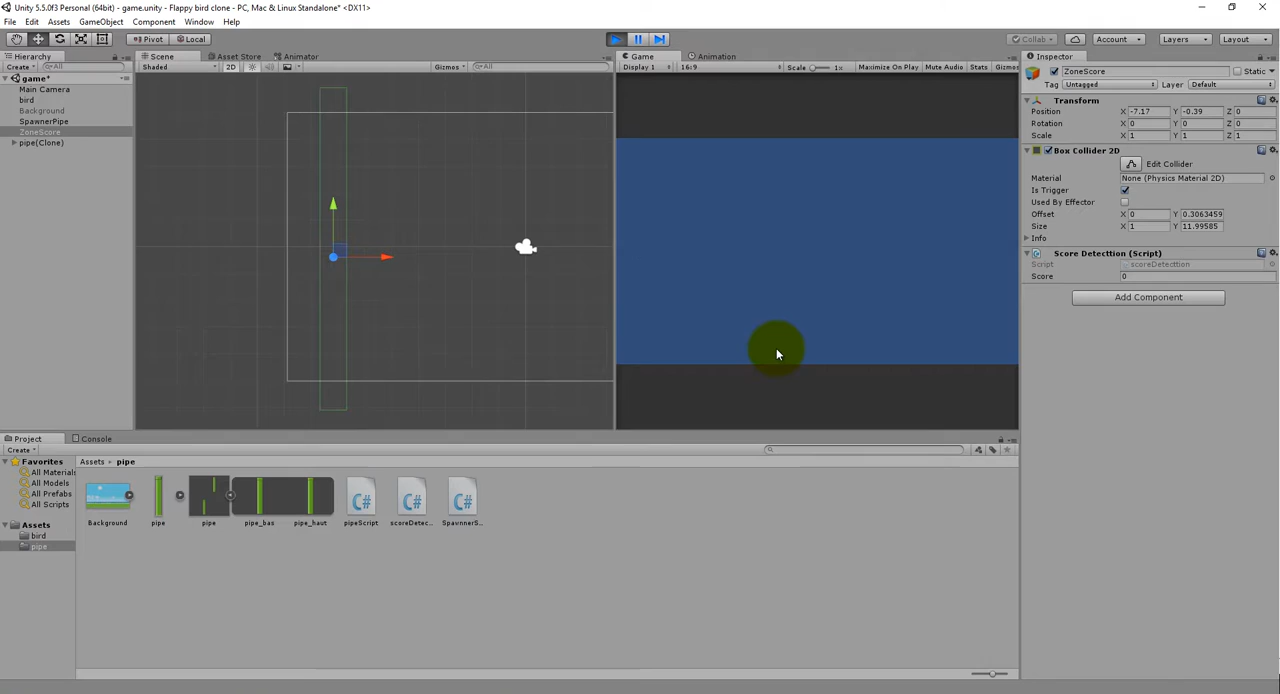 Unity 5.5.0f3 Personal (64bit) - game.unity - Flappy bird clone - PC, Mac & Linux Standalone* <DX11>
File Edit Assets GameObject Component Window Help
Pivot Local Collab Account Layers Layout
Hierarchy Scene Asset Store Animator Game Animation Inspector
Create All Shaded 2D Gizmos All Display 1 16:9 Scale 1x Maximize On Play Mute Audio Stats Gizmos
ZoneScore Static
Tag Untagged Layer Default
game*
Main Camera
bird
Background
SpawnerPipe
ZoneScore
pipe(Clone)
Transform
Position X -7.17 Y -0.39 Z 0
Rotation X 0 Y 0 Z 0
Scale X 1 Y 1 Z 1
Box Collider 2D
Edit Collider
Material None (Physics Material 2D)
Is Trigger
Used By Effector
Offset X 0 Y 0.3063459
Size X 1 Y 11.99585
Info
Score Detecttion (Script)
Script scoreDetecttion
Score 0
Add Component
Project Console
Create
Favorites
All Materials
All Models
All Prefabs
All Scripts
Assets
bird
pipe
Assets pipe
C# C# C#
Background pipe pipe pipe_bas pipe_haut pipeScript scoreDetec... SpawnerS...